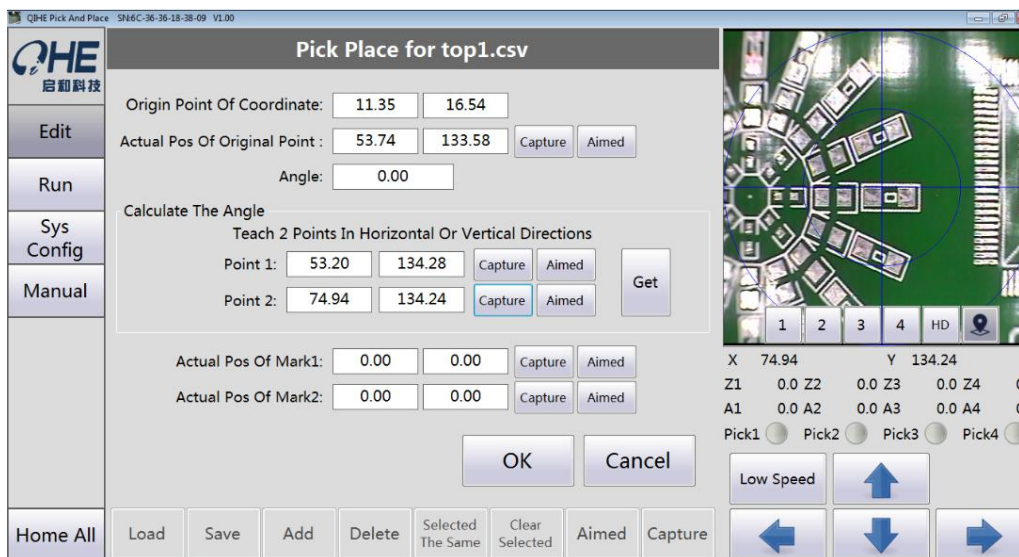 QIHE Pick And Place SN:6C-36-36-18-38-09 V1.00
QHE
启和科技
Edit
Run
Sys
Config
Manual
Home All
Pick Place for top1.csv
Origin Point Of Coordinate: 11.35 16.54
Actual Pos Of Original Point : 53.74 133.58 Capture Aimed
Angle: 0.00
Calculate The Angle
Teach 2 Points In Horizontal Or Vertical Directions
Point 1: 53.20 134.28 Capture Aimed
Point 2: 74.94 134.24 Capture Aimed
Get
Actual Pos Of Mark1: 0.00 0.00 Capture Aimed
Actual Pos Of Mark2: 0.00 0.00 Capture Aimed
OK Cancel
Load Save Add Delete Selected The Same Clear Selected Aimed Capture
1 2 3 4 HD
X 74.94 Y 134.24
Z1 0.0 Z2 0.0 Z3 0.0 Z4
A1 0.0 A2 0.0 A3 0.0 A4
Pick1 Pick2 Pick3 Pick4
Low Speed